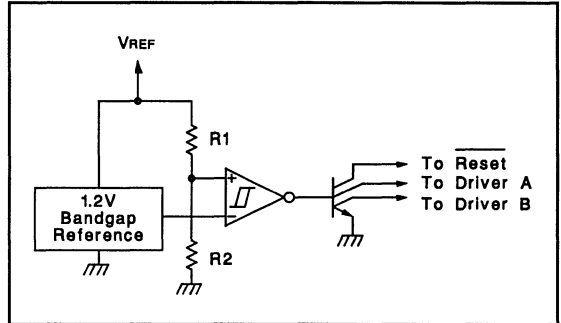 VREF
R1
To Reset
To Driver A
To Driver B
1.2V
Bandgap
Reference
+
−
R2